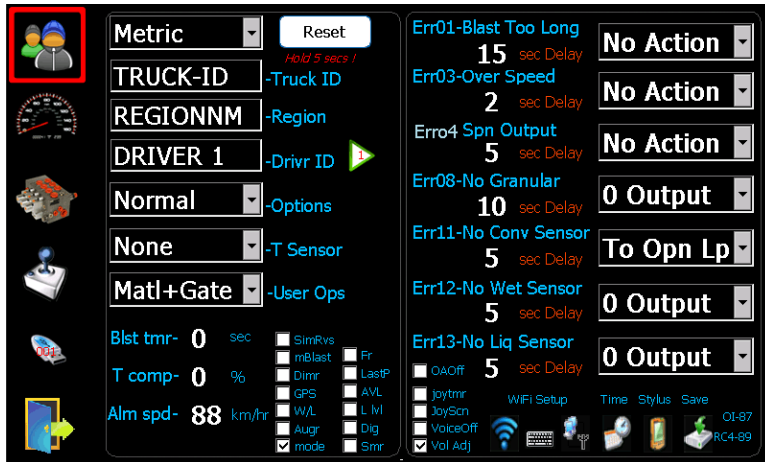 Metric
Reset
Hold 5 secs !
TRUCK-ID -Truck ID
REGIONNM -Region
DRIVER 1 -Drivr ID 1
Normal -Options
None -T Sensor
Matl+Gate -User Ops
Blst tmr- 0 sec
T comp- 0 %
Alm spd- 88 km/hr
SimRvs
mBlast Fr
Dimr LastP
GPS AVL
W/L L lvl
Augr Dig
mode Smr
Err01-Blast Too Long
15 sec Delay No Action
Err03-Over Speed
2 sec Delay No Action
Erro4 Spn Output
5 sec Delay No Action
Err08-No Granular
10 sec Delay 0 Output
Err11-No Conv Sensor
5 sec Delay To Opn Lp
Err12-No Wet Sensor
5 sec Delay 0 Output
Err13-No Liq Sensor
OAOff 5 sec Delay 0 Output
joytmr WiFi Setup Time Stylus Save
JoyScn
VoiceOff
Vol Adj
OI-87
RC4-89
001